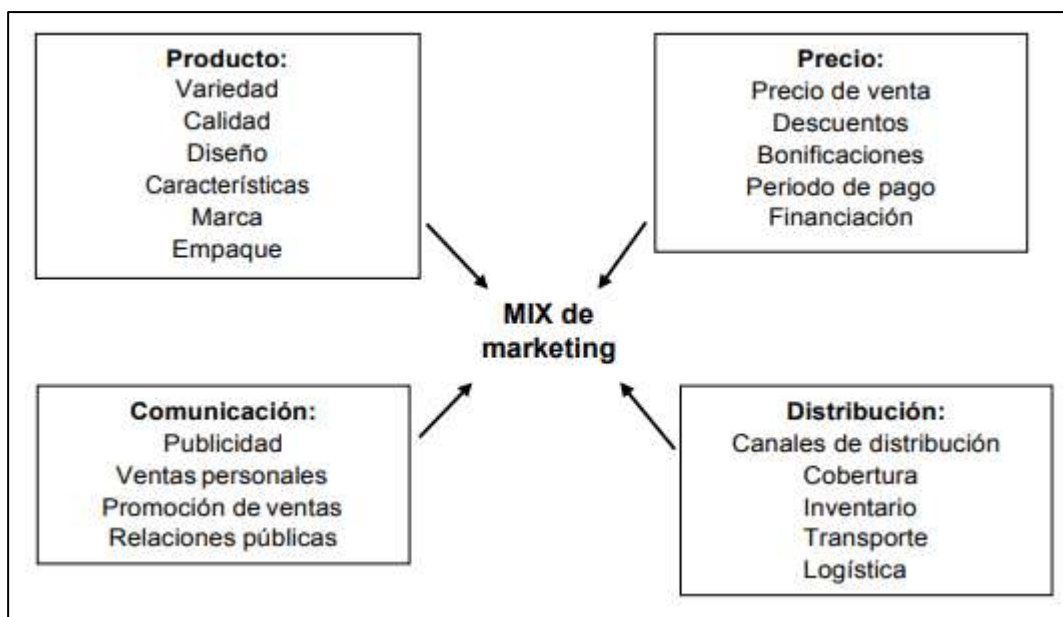 Producto:
Variedad
Calidad
Diseño
Característícas
Marca
Empaque
Precio:
Precio de venta
Descuentos
Bonificaciones
Periodo de pago
Financiación
MIX de
marketing
Comunicación:
Publicidad
Ventas personales
Promoción de ventas
Relaciones públicas
Distribución:
Canales de distribución
Cobertura
Inventario
Transporte
Logística